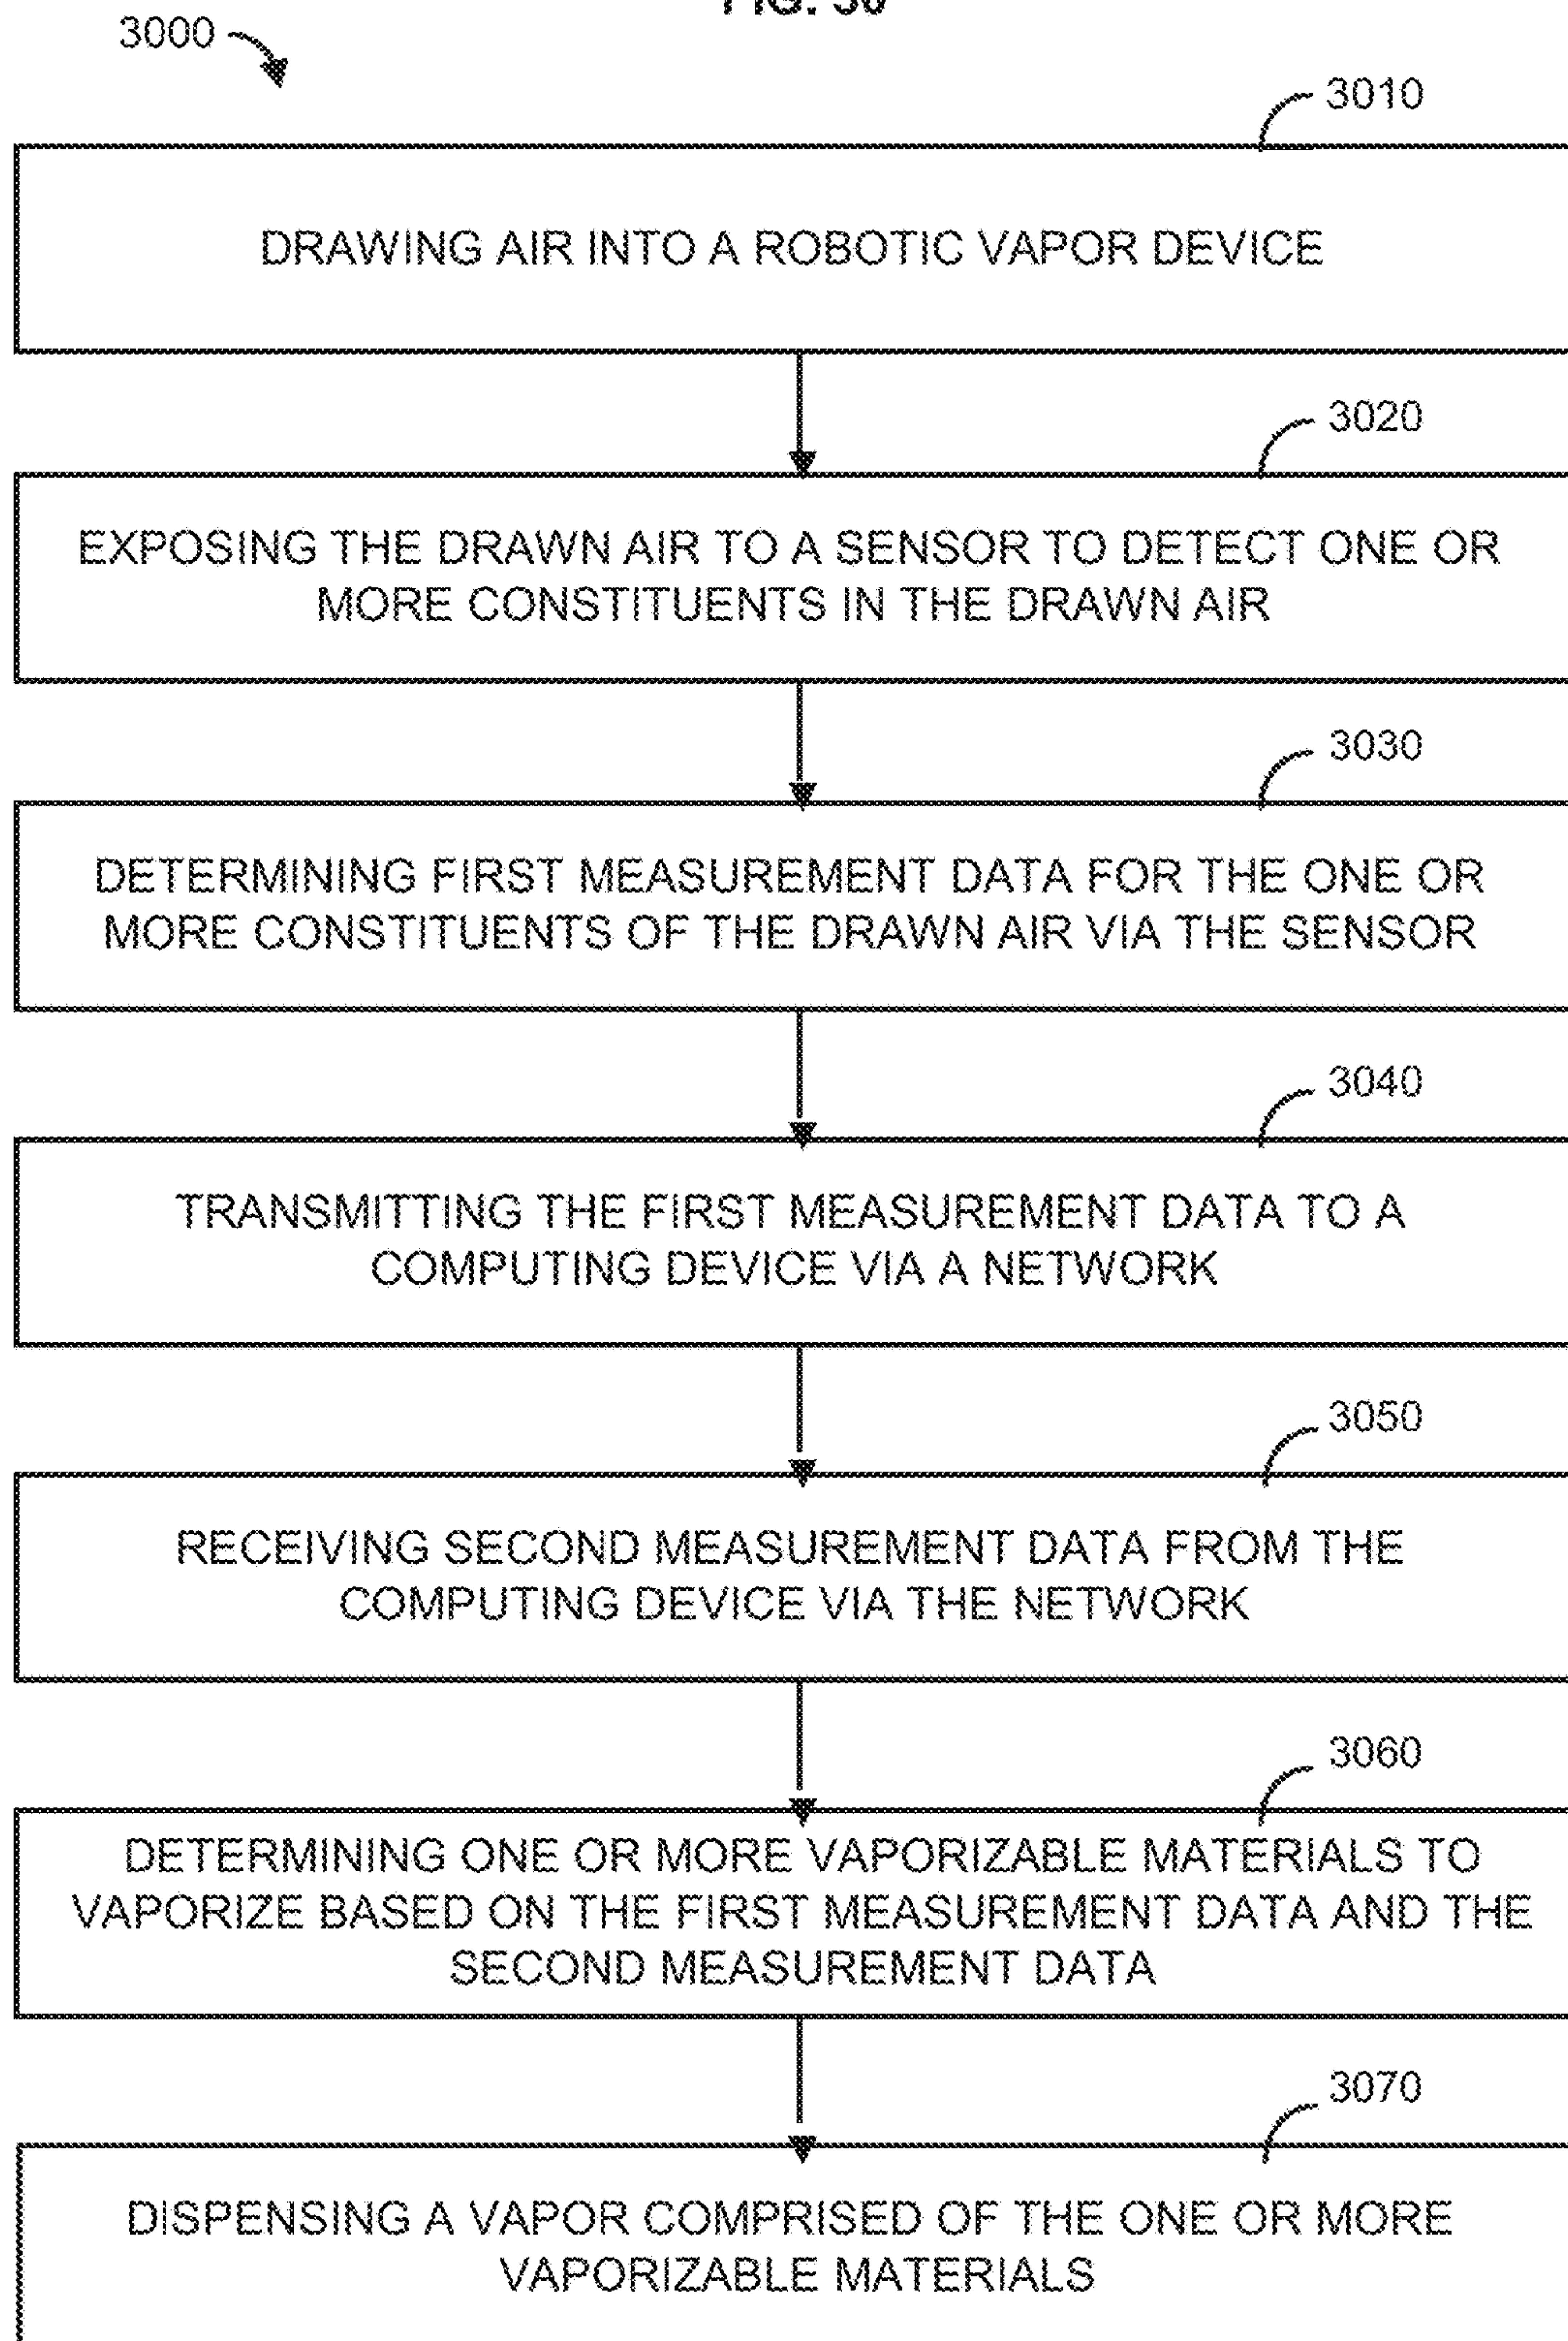 FIG. 30
3000
3010
DRAWING AIR INTO A ROBOTIC VAPOR DEVICE
3020
EXPOSING THE DRAWN AIR TO A SENSOR TO DETECT ONE OR
MORE CONSTITUENTS IN THE DRAWN AIR
3030
DETERMINING FIRST MEASUREMENT DATA FOR THE ONE OR
MORE CONSTITUENTS OF THE DRAWN AIR VIA THE SENSOR
3040
TRANSMITTING THE FIRST MEASUREMENT DATA TO A
COMPUTING DEVICE VIA A NETWORK
3050
RECEIVING SECOND MEASUREMENT DATA FROM THE
COMPUTING DEVICE VIA THE NETWORK
3060
DETERMINING ONE OR MORE VAPORIZABLE MATERIALS TO
VAPORIZE BASED ON THE FIRST MEASUREMENT DATA AND THE
SECOND MEASUREMENT DATA
3070
DISPENSING A VAPOR COMPRISED OF THE ONE OR MORE
VAPORIZABLE MATERIALS